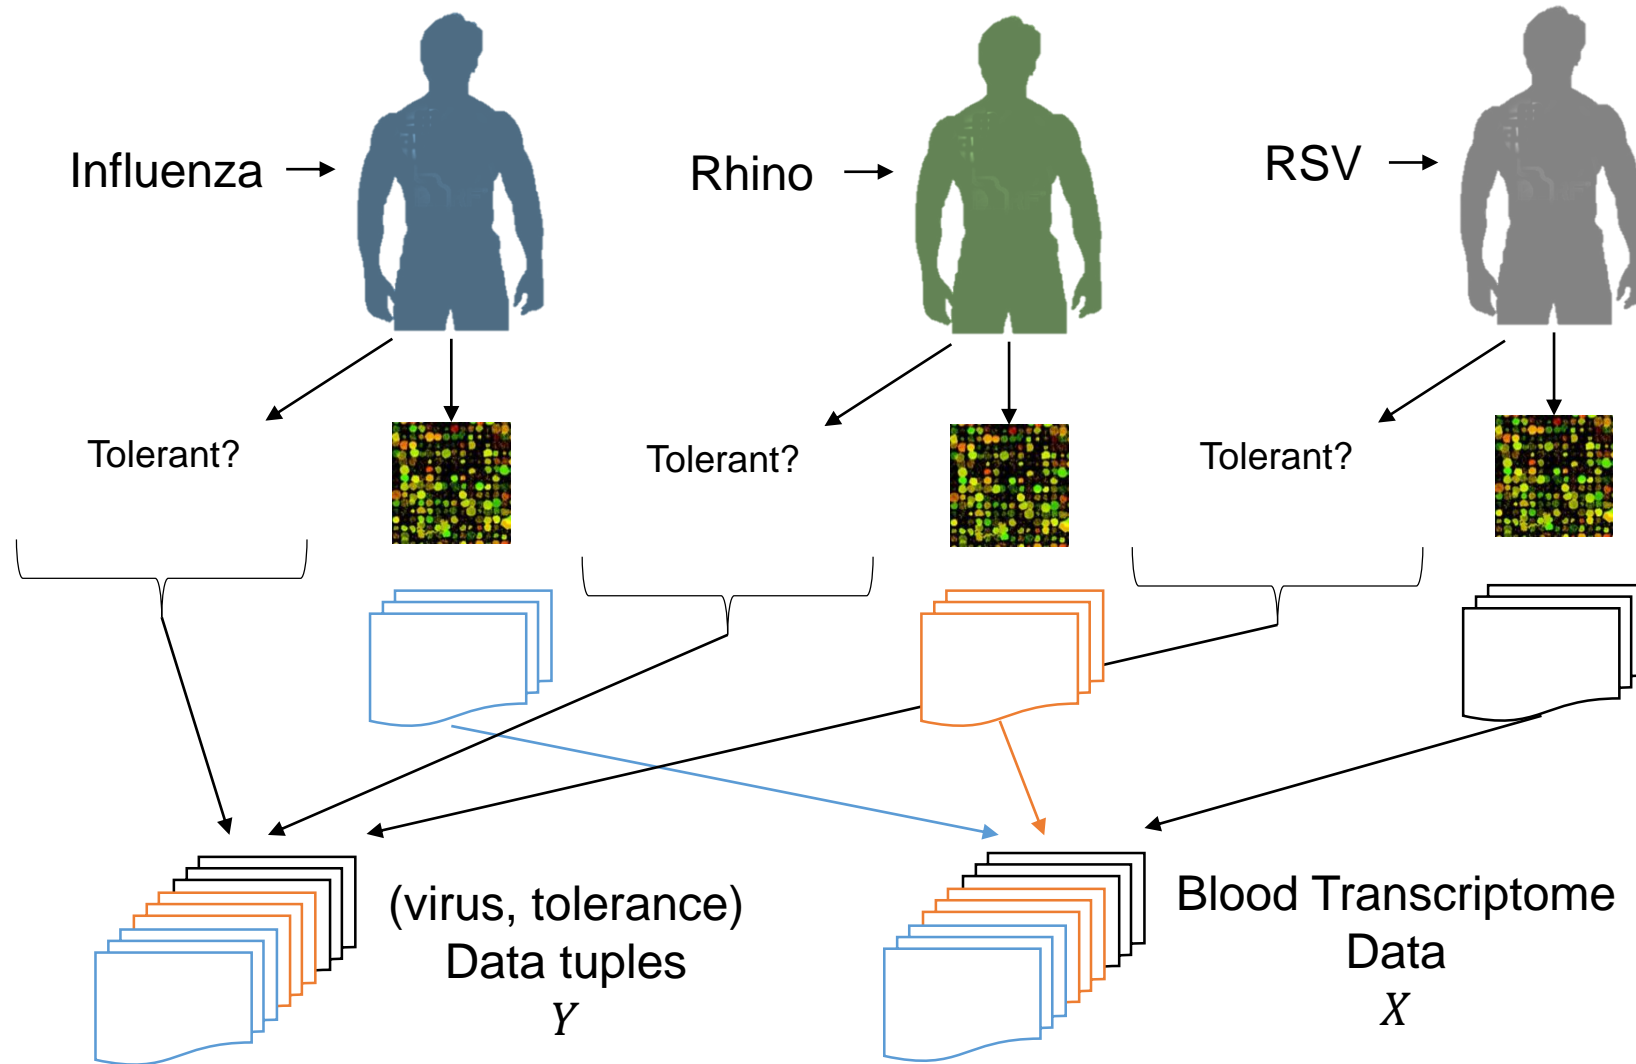 Influenza
Rhino
RSV
Tolerant?
Tolerant?
Tolerant?
(virus, tolerance)
Data tuples
Y
Blood Transcriptome
Data
X